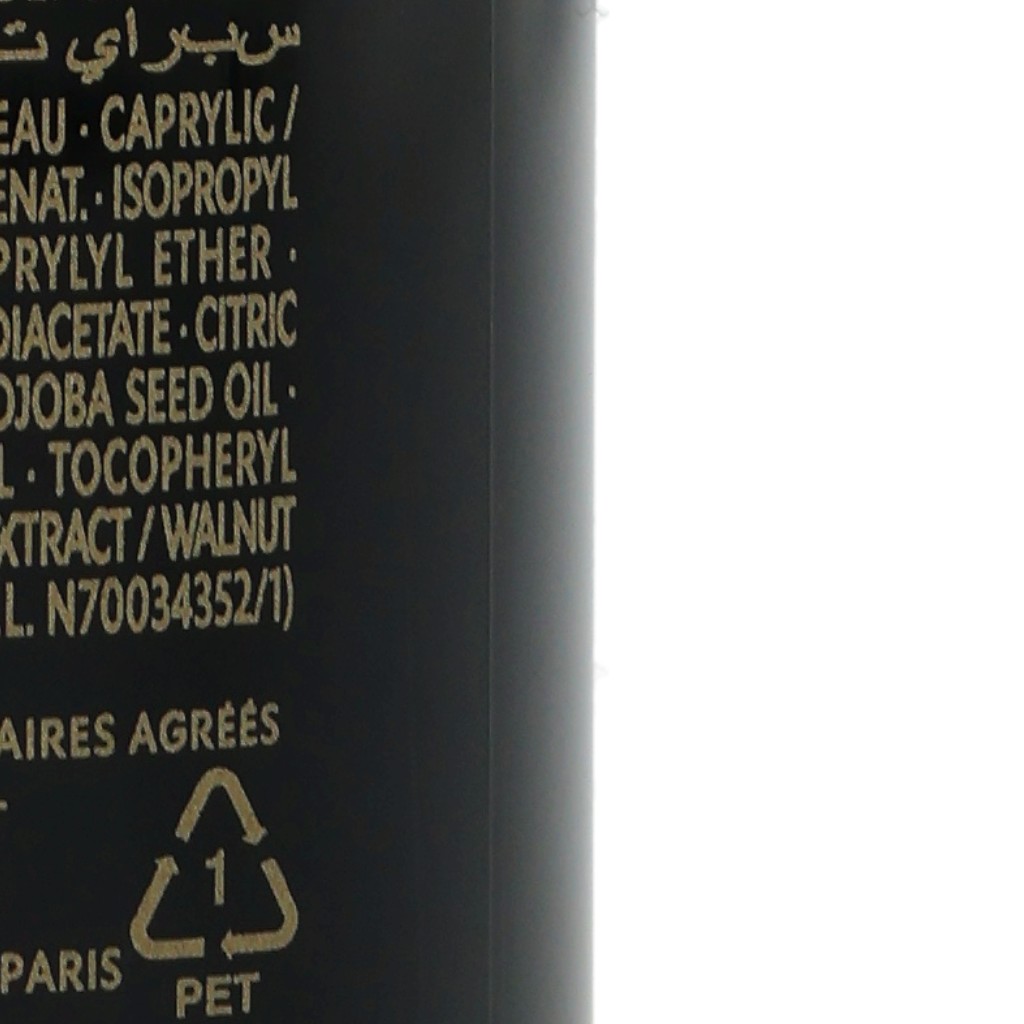 سبراي
EAU · CAPRYLIC /
ENAT. · ISOPROPYL
PRYLYL ETHER ·
DIACETATE · CITRIC
OJOBA SEED OIL ·
L · TOCOPHERYL
XTRACT / WALNUT
.L. N70034352/1)
AIRES AGRÉÉS
1
PARIS
PET